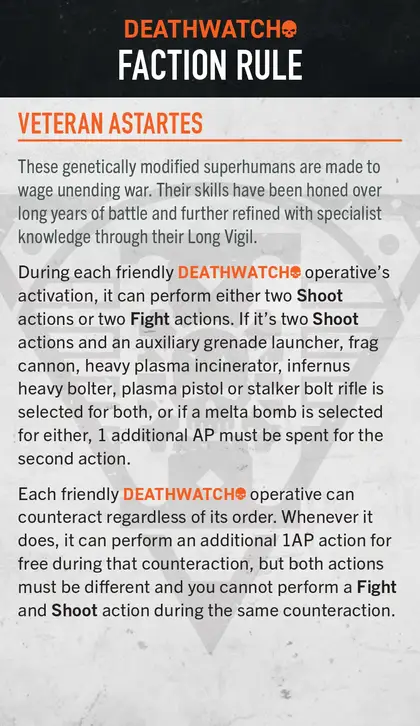 DEATHWATCH
FACTION RULE
VETERAN ASTARTES
These genetically modified superhumans are made to
wage unending war. Their skills have been honed over
long years of battle and further refined with specialist
knowledge through their Long Vigil.
During each friendly DEATHWATCH operative’s
activation, it can perform either two Shoot
actions or two Fight actions. If it’s two Shoot
actions and an auxiliary grenade launcher, frag
cannon, heavy plasma incinerator, infernus
heavy bolter, plasma pistol or stalker bolt rifle is
selected for both, or if a melta bomb is selected
for either, 1 additional AP must be spent for the
second action.
Each friendly DEATHWATCH operative can
counteract regardless of its order. Whenever it
does, it can perform an additional 1AP action for
free during that counteraction, but both actions
must be different and you cannot perform a Fight
and Shoot action during the same counteraction.